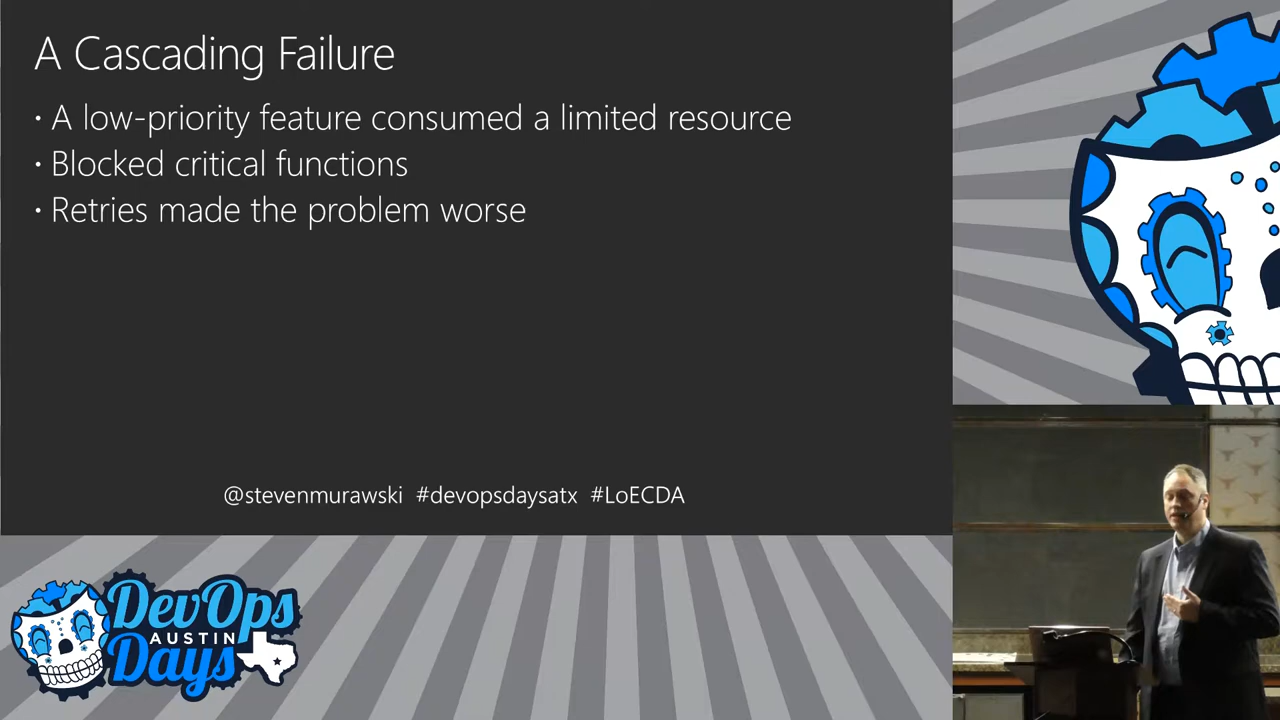 A Cascading Failure
· A low-priority feature consumed a limited resource
· Blocked critical functions
· Retries made the problem worse
@stevenmurawski #devopsdaysatx #LoECDA
DevOps
AUSTIN
Days